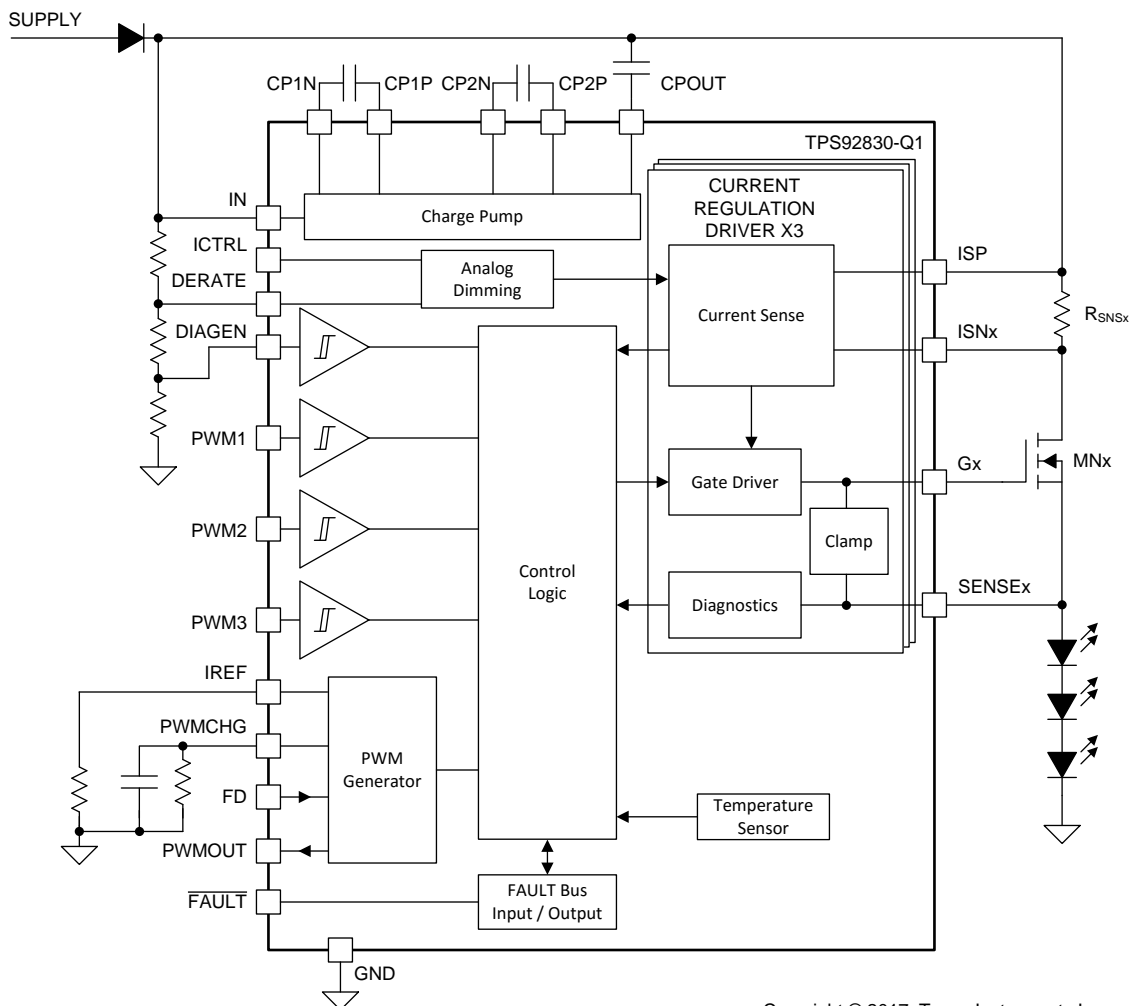 SUPPLY
CP1N
CP1P
CP2N
CP2P
CPOUT
TPS92830-Q1
IN
Charge Pump
CURRENT
REGULATION
DRIVER X3
ICTRL
DERATE
Analog
Dimming
ISP
Current Sense
RSNSx
DIAGEN
ISNx
PWM1
Gx
MNx
Gate Driver
PWM2
Clamp
Control
Logic
PWM3
Diagnostics
SENSEx
IREF
PWMCHG
PWM
Generator
FD
Temperature
Sensor
PWMOUT
FAULT
FAULT Bus
Input / Output
GND